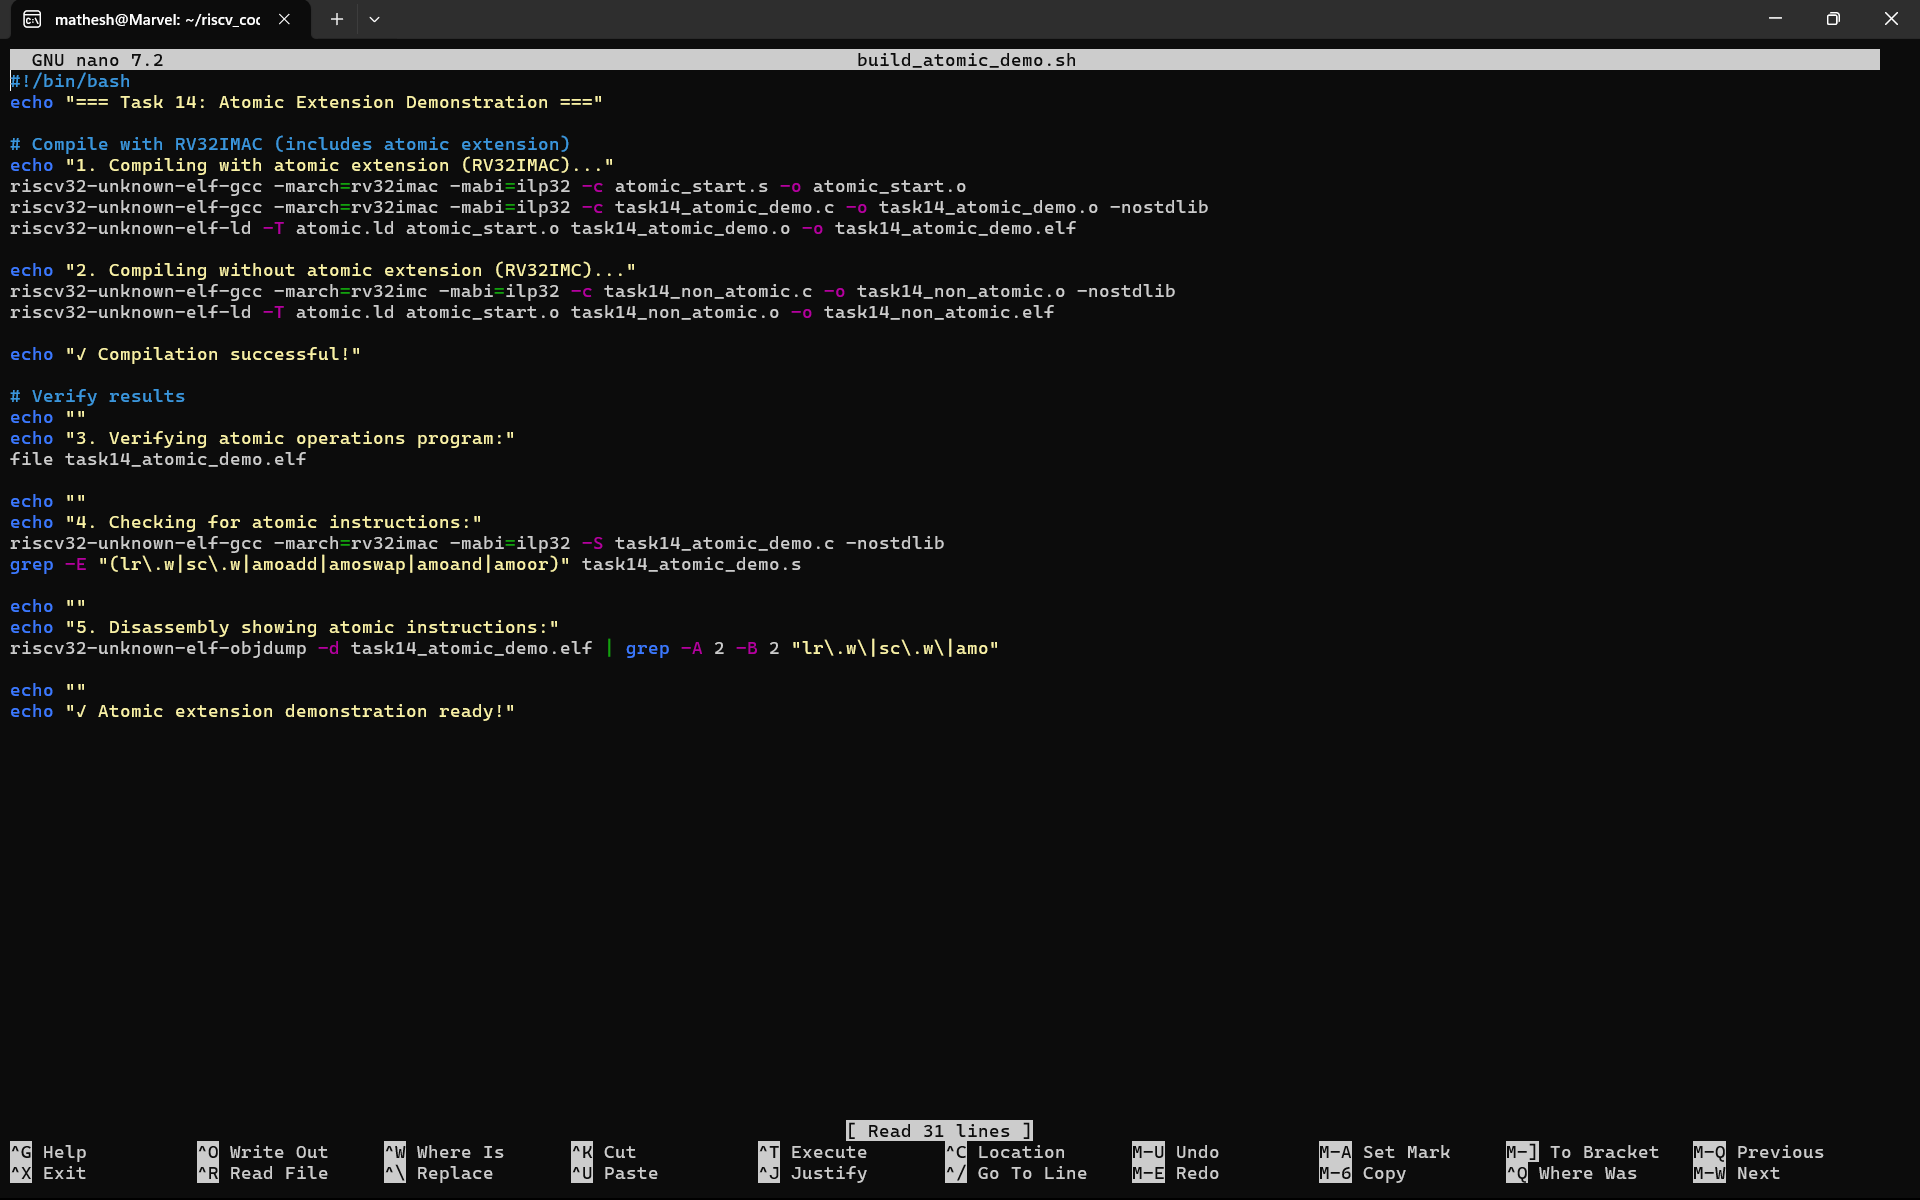 mathesh@Marvel: ~/riscv_coc
GNU nano 7.2 build_atomic_demo.sh
#!/bin/bash
echo "=== Task 14: Atomic Extension Demonstration ==="
# Compile with RV32IMAC (includes atomic extension)
echo "1. Compiling with atomic extension (RV32IMAC)..."
riscv32-unknown-elf-gcc -march=rv32imac -mabi=ilp32 -c atomic_start.s -o atomic_start.o
riscv32-unknown-elf-gcc -march=rv32imac -mabi=ilp32 -c task14_atomic_demo.c -o task14_atomic_demo.o -nostdlib
riscv32-unknown-elf-ld -T atomic.ld atomic_start.o task14_atomic_demo.o -o task14_atomic_demo.elf
echo "2. Compiling without atomic extension (RV32IMC)..."
riscv32-unknown-elf-gcc -march=rv32imc -mabi=ilp32 -c task14_non_atomic.c -o task14_non_atomic.o -nostdlib
riscv32-unknown-elf-ld -T atomic.ld atomic_start.o task14_non_atomic.o -o task14_non_atomic.elf
echo "√ Compilation successful!"
# Verify results
echo ""
echo "3. Verifying atomic operations program:"
file task14_atomic_demo.elf
echo ""
echo "4. Checking for atomic instructions:"
riscv32-unknown-elf-gcc -march=rv32imac -mabi=ilp32 -S task14_atomic_demo.c -nostdlib
grep -E "(lr\.w|sc\.w|amoadd|amoswap|amoand|amoor)" task14_atomic_demo.s
echo ""
echo "5. Disassembly showing atomic instructions:"
riscv32-unknown-elf-objdump -d task14_atomic_demo.elf | grep -A 2 -B 2 "lr\.w\|sc\.w\|amo"
echo ""
echo "√ Atomic extension demonstration ready!"
[ Read 31 lines ]
^G Help ^O Write Out ^W Where Is ^K Cut ^T Execute ^C Location M-U Undo M-A Set Mark M-] To Bracket M-Q Previous
^X Exit ^R Read File ^\ Replace ^U Paste ^J Justify ^/ Go To Line M-E Redo M-6 Copy ^Q Where Was M-W Next